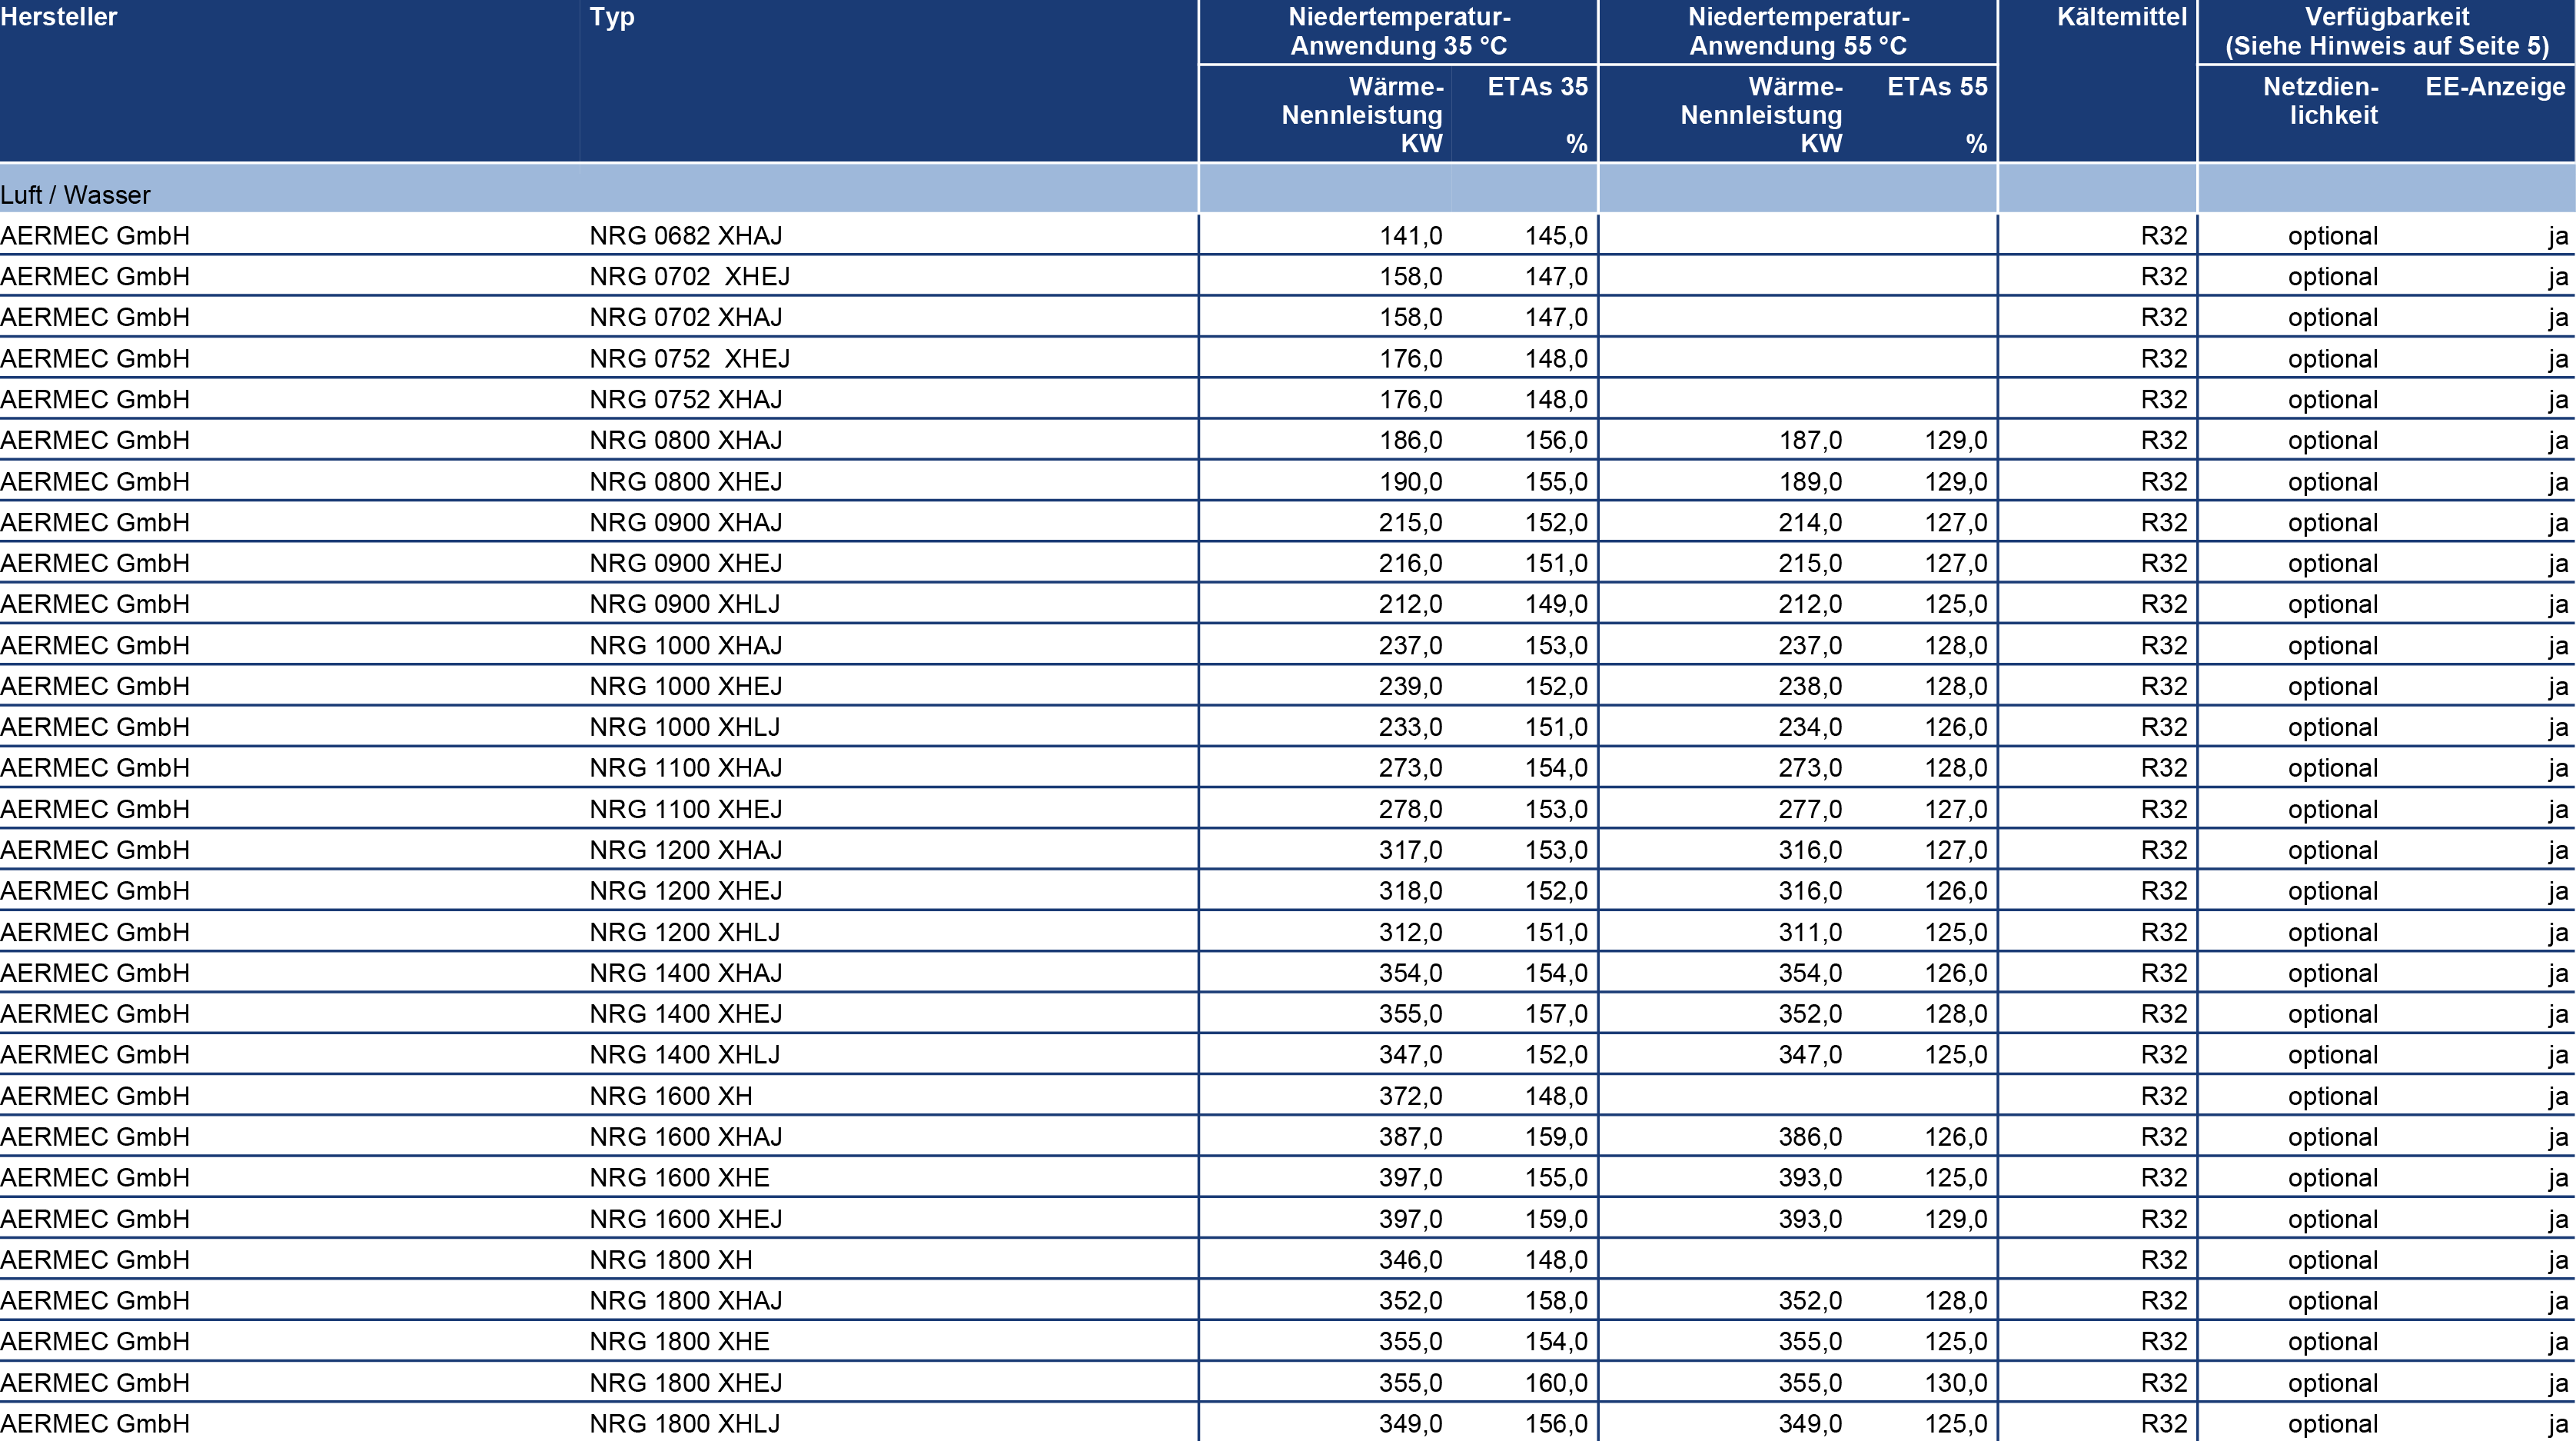 Hersteller Typ Niedertemperatur- Niedertemperatur- Kältemittel Verfügbarkeit
Anwendung 35 °C Anwendung 55 °C (Siehe Hinweis auf Seite 5)
Wärme- ETAs 35 Wärme- ETAs 55 Netzdien- EE-Anzeige
Nennleistung Nennleistung lichkeit
KW % KW %
Luft / Wasser
AERMEC GmbH NRG 0682 XHAJ 141,0 145,0 R32 optional ja
AERMEC GmbH NRG 0702  XHEJ 158,0 147,0 R32 optional ja
AERMEC GmbH NRG 0702 XHAJ 158,0 147,0 R32 optional ja
AERMEC GmbH NRG 0752  XHEJ 176,0 148,0 R32 optional ja
AERMEC GmbH NRG 0752 XHAJ 176,0 148,0 R32 optional ja
AERMEC GmbH NRG 0800 XHAJ 186,0 156,0 187,0 129,0 R32 optional ja
AERMEC GmbH NRG 0800 XHEJ 190,0 155,0 189,0 129,0 R32 optional ja
AERMEC GmbH NRG 0900 XHAJ 215,0 152,0 214,0 127,0 R32 optional ja
AERMEC GmbH NRG 0900 XHEJ 216,0 151,0 215,0 127,0 R32 optional ja
AERMEC GmbH NRG 0900 XHLJ 212,0 149,0 212,0 125,0 R32 optional ja
AERMEC GmbH NRG 1000 XHAJ 237,0 153,0 237,0 128,0 R32 optional ja
AERMEC GmbH NRG 1000 XHEJ 239,0 152,0 238,0 128,0 R32 optional ja
AERMEC GmbH NRG 1000 XHLJ 233,0 151,0 234,0 126,0 R32 optional ja
AERMEC GmbH NRG 1100 XHAJ 273,0 154,0 273,0 128,0 R32 optional ja
AERMEC GmbH NRG 1100 XHEJ 278,0 153,0 277,0 127,0 R32 optional ja
AERMEC GmbH NRG 1200 XHAJ 317,0 153,0 316,0 127,0 R32 optional ja
AERMEC GmbH NRG 1200 XHEJ 318,0 152,0 316,0 126,0 R32 optional ja
AERMEC GmbH NRG 1200 XHLJ 312,0 151,0 311,0 125,0 R32 optional ja
AERMEC GmbH NRG 1400 XHAJ 354,0 154,0 354,0 126,0 R32 optional ja
AERMEC GmbH NRG 1400 XHEJ 355,0 157,0 352,0 128,0 R32 optional ja
AERMEC GmbH NRG 1400 XHLJ 347,0 152,0 347,0 125,0 R32 optional ja
AERMEC GmbH NRG 1600 XH 372,0 148,0 R32 optional ja
AERMEC GmbH NRG 1600 XHAJ 387,0 159,0 386,0 126,0 R32 optional ja
AERMEC GmbH NRG 1600 XHE 397,0 155,0 393,0 125,0 R32 optional ja
AERMEC GmbH NRG 1600 XHEJ 397,0 159,0 393,0 129,0 R32 optional ja
AERMEC GmbH NRG 1800 XH 346,0 148,0 R32 optional ja
AERMEC GmbH NRG 1800 XHAJ 352,0 158,0 352,0 128,0 R32 optional ja
AERMEC GmbH NRG 1800 XHE 355,0 154,0 355,0 125,0 R32 optional ja
AERMEC GmbH NRG 1800 XHEJ 355,0 160,0 355,0 130,0 R32 optional ja
AERMEC GmbH NRG 1800 XHLJ 349,0 156,0 349,0 125,0 R32 optional ja